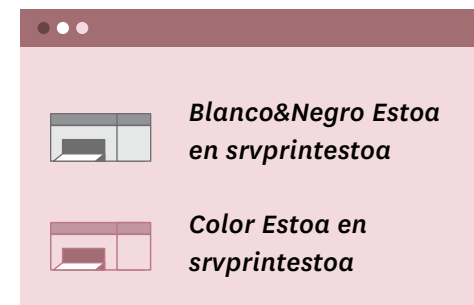 Blanco&Negro Estoa
en srvprintestoa
Color Estoa en
srvprintestoa